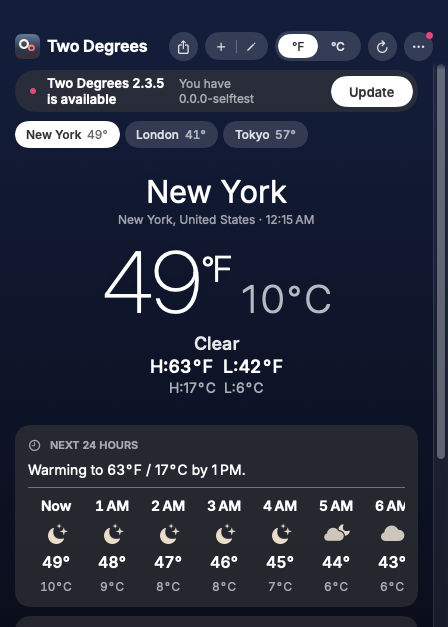 Two Degrees
°F °C
Two Degrees 2.3.5
is available
You have
0.0.0-selftest
Update
New York 49°
London 41°
Tokyo 57°
New York
New York, United States · 12:15 AM
49°F 10°C
Clear
H:63°F L:42°F
H:17°C L:6°C
NEXT 24 HOURS
Warming to 63°F / 17°C by 1 PM.
Now 1 AM 2 AM 3 AM 4 AM 5 AM 6 AM
49° 48° 47° 46° 45° 44° 43°
10°C 9°C 8°C 8°C 7°C 6°C 6°C